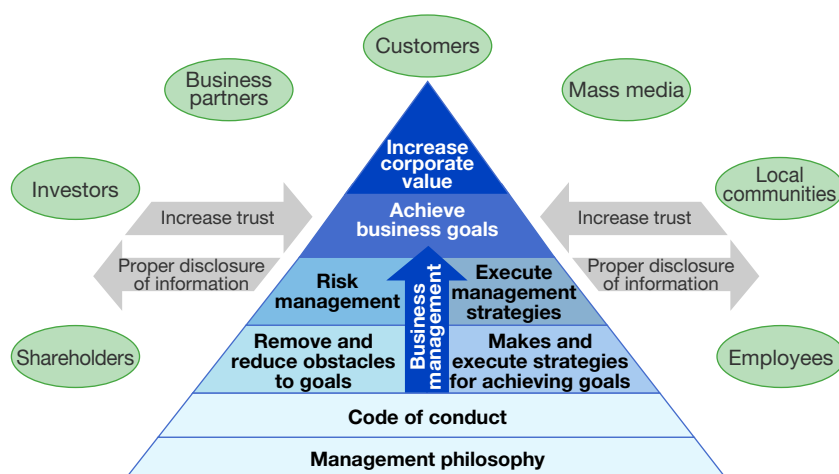 Customers
Business
partners
Mass media
Increase
corporate
value
Investors
Local
communities
Increase trust
Achieve
business goals
Increase trust
Proper disclosure
of information
Risk
management
Business
management
Execute
management
strategies
Proper disclosure
of information
Shareholders
Remove and
reduce obstacles
to goals
Makes and
execute strategies
for achieving goals
Employees
Code of conduct
Management philosophy